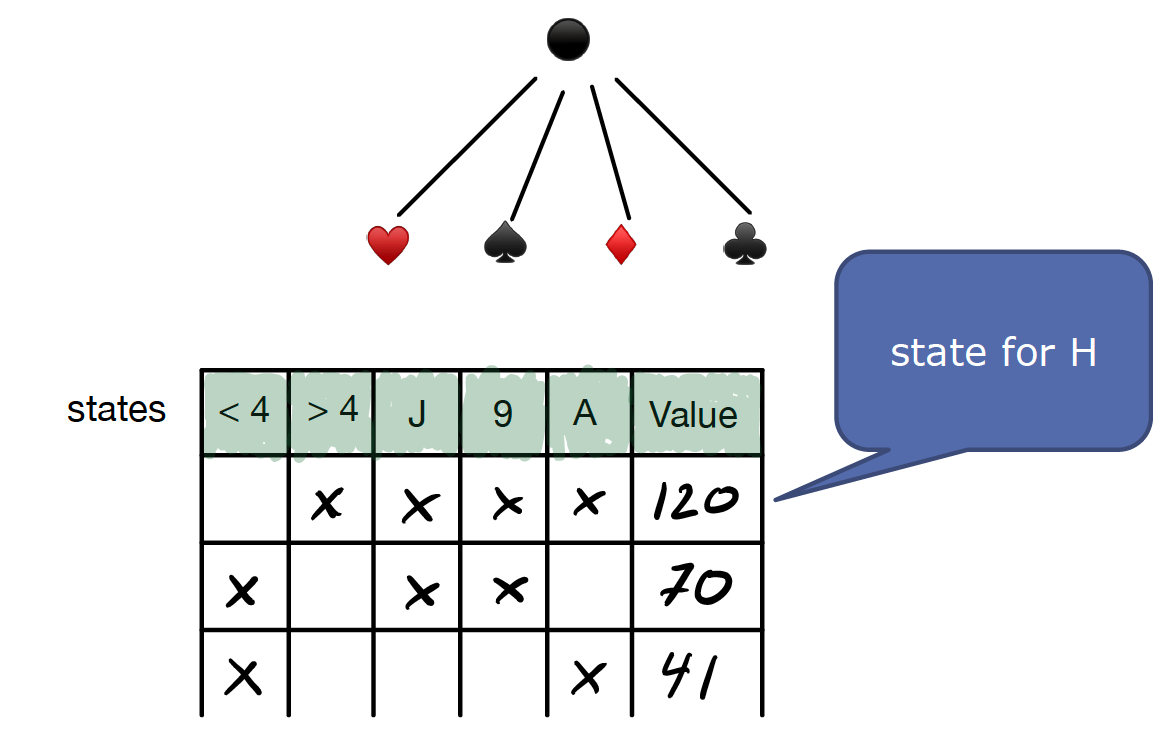 state for H
states < 4 > 4 J 9 A Value
x x x x 120
x x x 70
x x 41